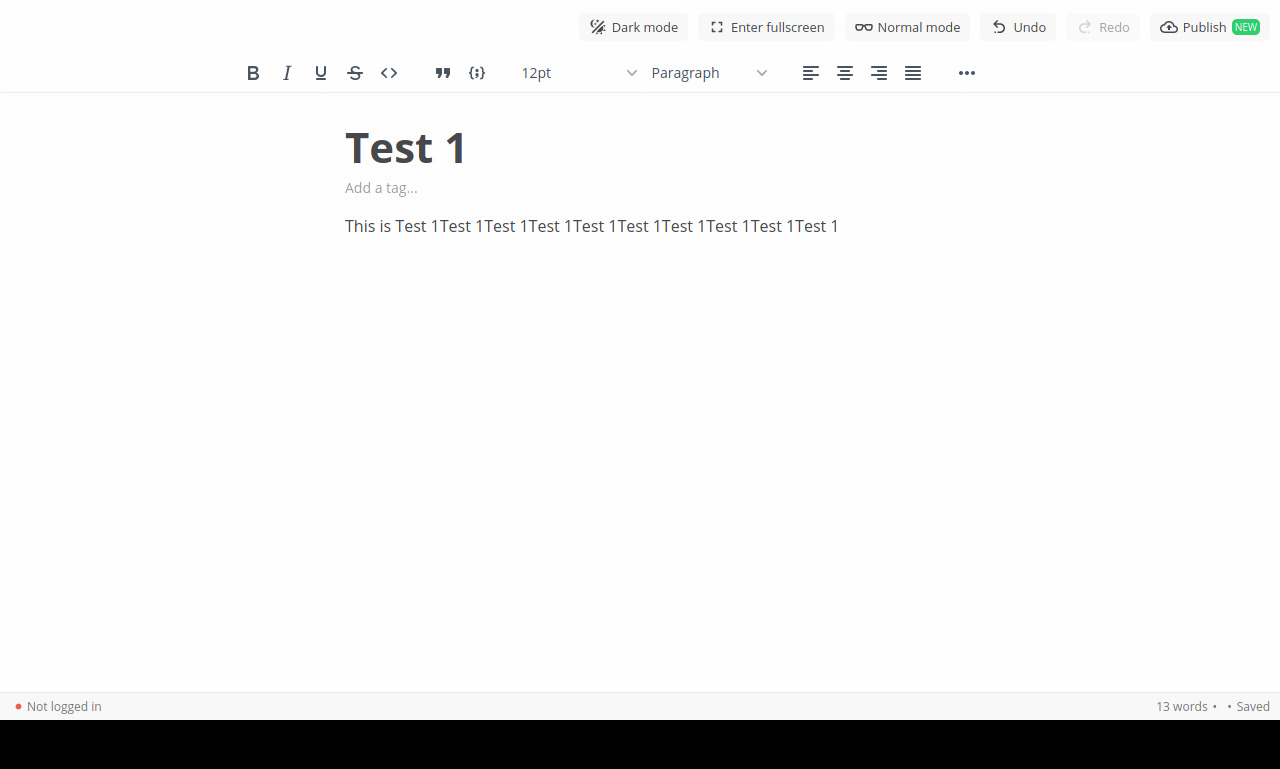 Dark mode
Enter fullscreen
Normal mode
Undo
Redo
Publish NEW
B I U S
12pt
Paragraph
Test 1
Add a tag...
This is Test 1Test 1Test 1Test 1Test 1Test 1Test 1Test 1Test 1Test 1
Not logged in
13 words • • Saved